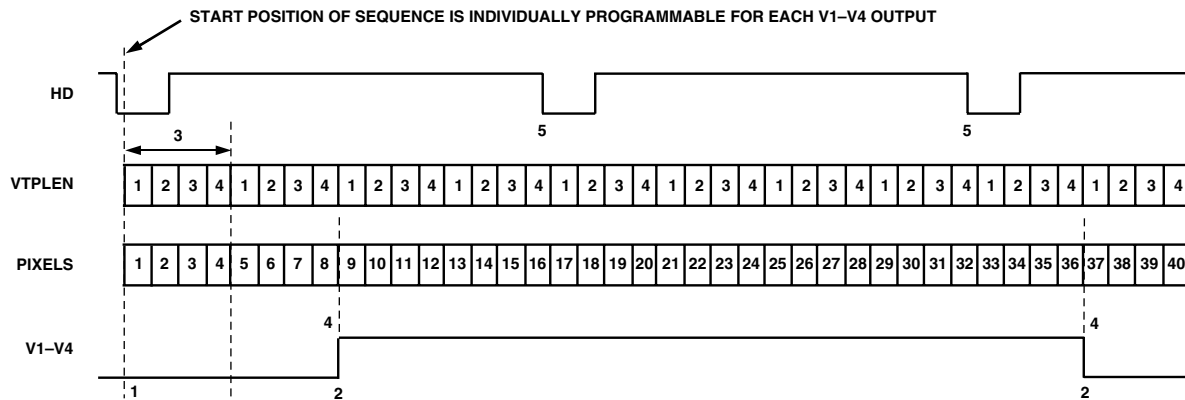 START POSITION OF SEQUENCE IS INDIVIDUALLY PROGRAMMABLE FOR EACH V1–V4 OUTPUT
HD
5 5
3
VTPLEN 1 2 3 4 1 2 3 4 1 2 3 4 1 2 3 4 1 2 3 4 1 2 3 4 1 2 3 4 1 2 3 4 1 2 3 4 1 2 3 4
PIXELS 1 2 3 4 5 6 7 8 9 10 11 12 13 14 15 16 17 18 19 20 21 22 23 24 25 26 27 28 29 30 31 32 33 34 35 36 37 38 39 40
4 4
V1–V4
1 2 2